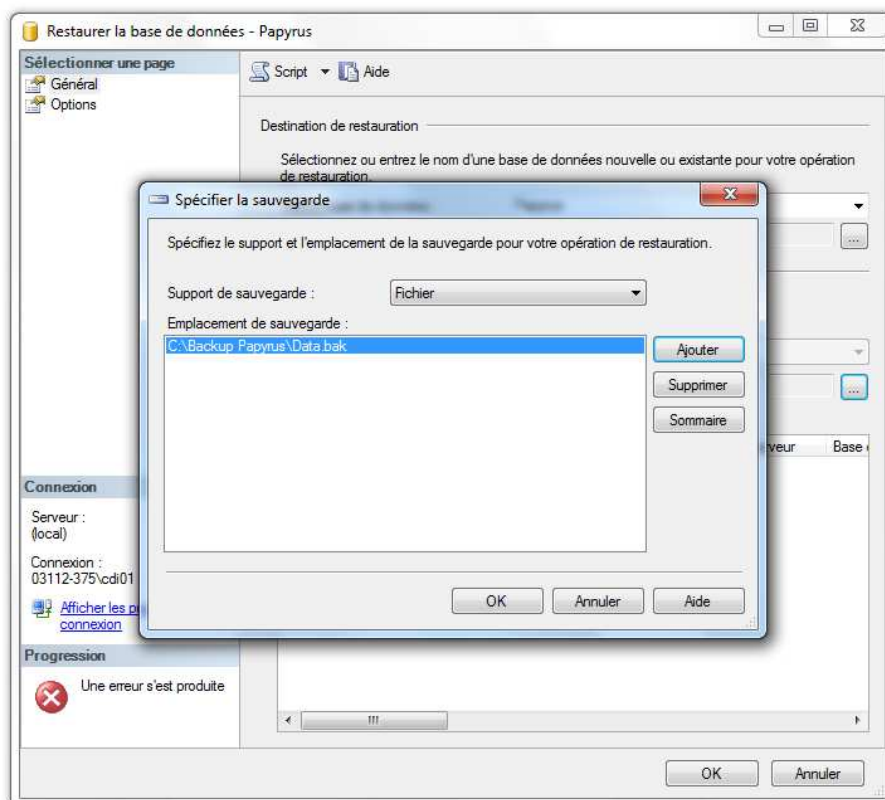 Restaurer la base de données - Papyrus
Sélectionner une page
Général
Options
Script
Aide
Destination de restauration
Sélectionnez ou entrez le nom d'une base de données nouvelle ou existante pour votre opération
de restauration.
Spécifier la sauvegarde
Spécifiez le support et l'emplacement de la sauvegarde pour votre opération de restauration.
Support de sauvegarde :
Fichier
Emplacement de sauvegarde :
C:\Backup Papyrus\Data.bak
Ajouter
Supprimer
Sommaire
OK
Annuler
Aide
...
...
veur
Base
Connexion
Serveur :
(local)
Connexion :
03112-375\cdi01
Afficher les p
connexion
Progression
Une erreur s'est produite
OK
Annuler